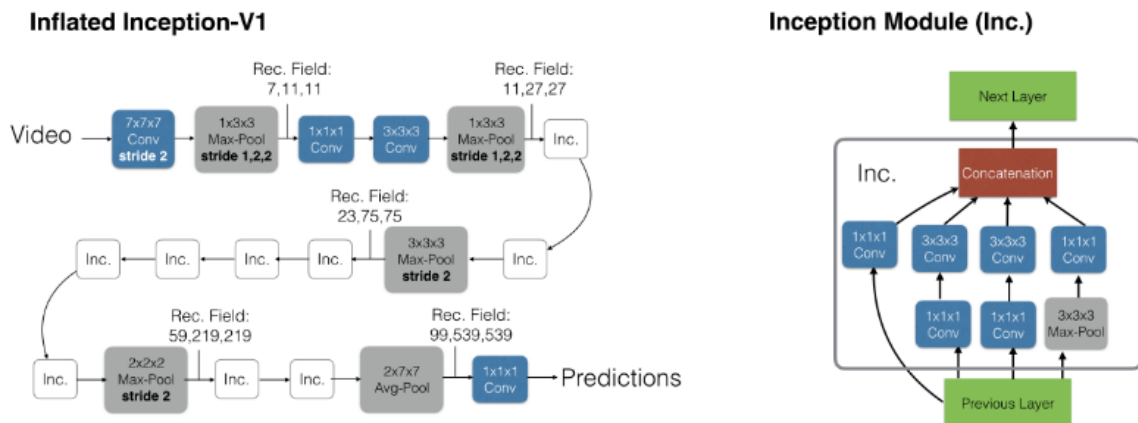 Inflated Inception-V1
Rec. Field:
7,11,11
Rec. Field:
11,27,27
Video
7x7x7
Conv
stride 2
1x3x3
Max-Pool
stride 1,2,2
1x1x1
Conv
3x3x3
Conv
1x3x3
Max-Pool
stride 1,2,2
Inc.
Rec. Field:
23,75,75
Inc.
Inc.
Inc.
Inc.
3x3x3
Max-Pool
stride 2
Inc.
Rec. Field:
59,219,219
Rec. Field:
99,539,539
Inc.
2x2x2
Max-Pool
stride 2
Inc.
Inc.
2x7x7
Avg-Pool
1x1x1
Conv
Predictions
Inception Module (Inc.)
Next Layer
Inc.
Concatenation
1x1x1
Conv
3x3x3
Conv
3x3x3
Conv
1x1x1
Conv
1x1x1
Conv
1x1x1
Conv
3x3x3
Max-Pool
Previous Layer